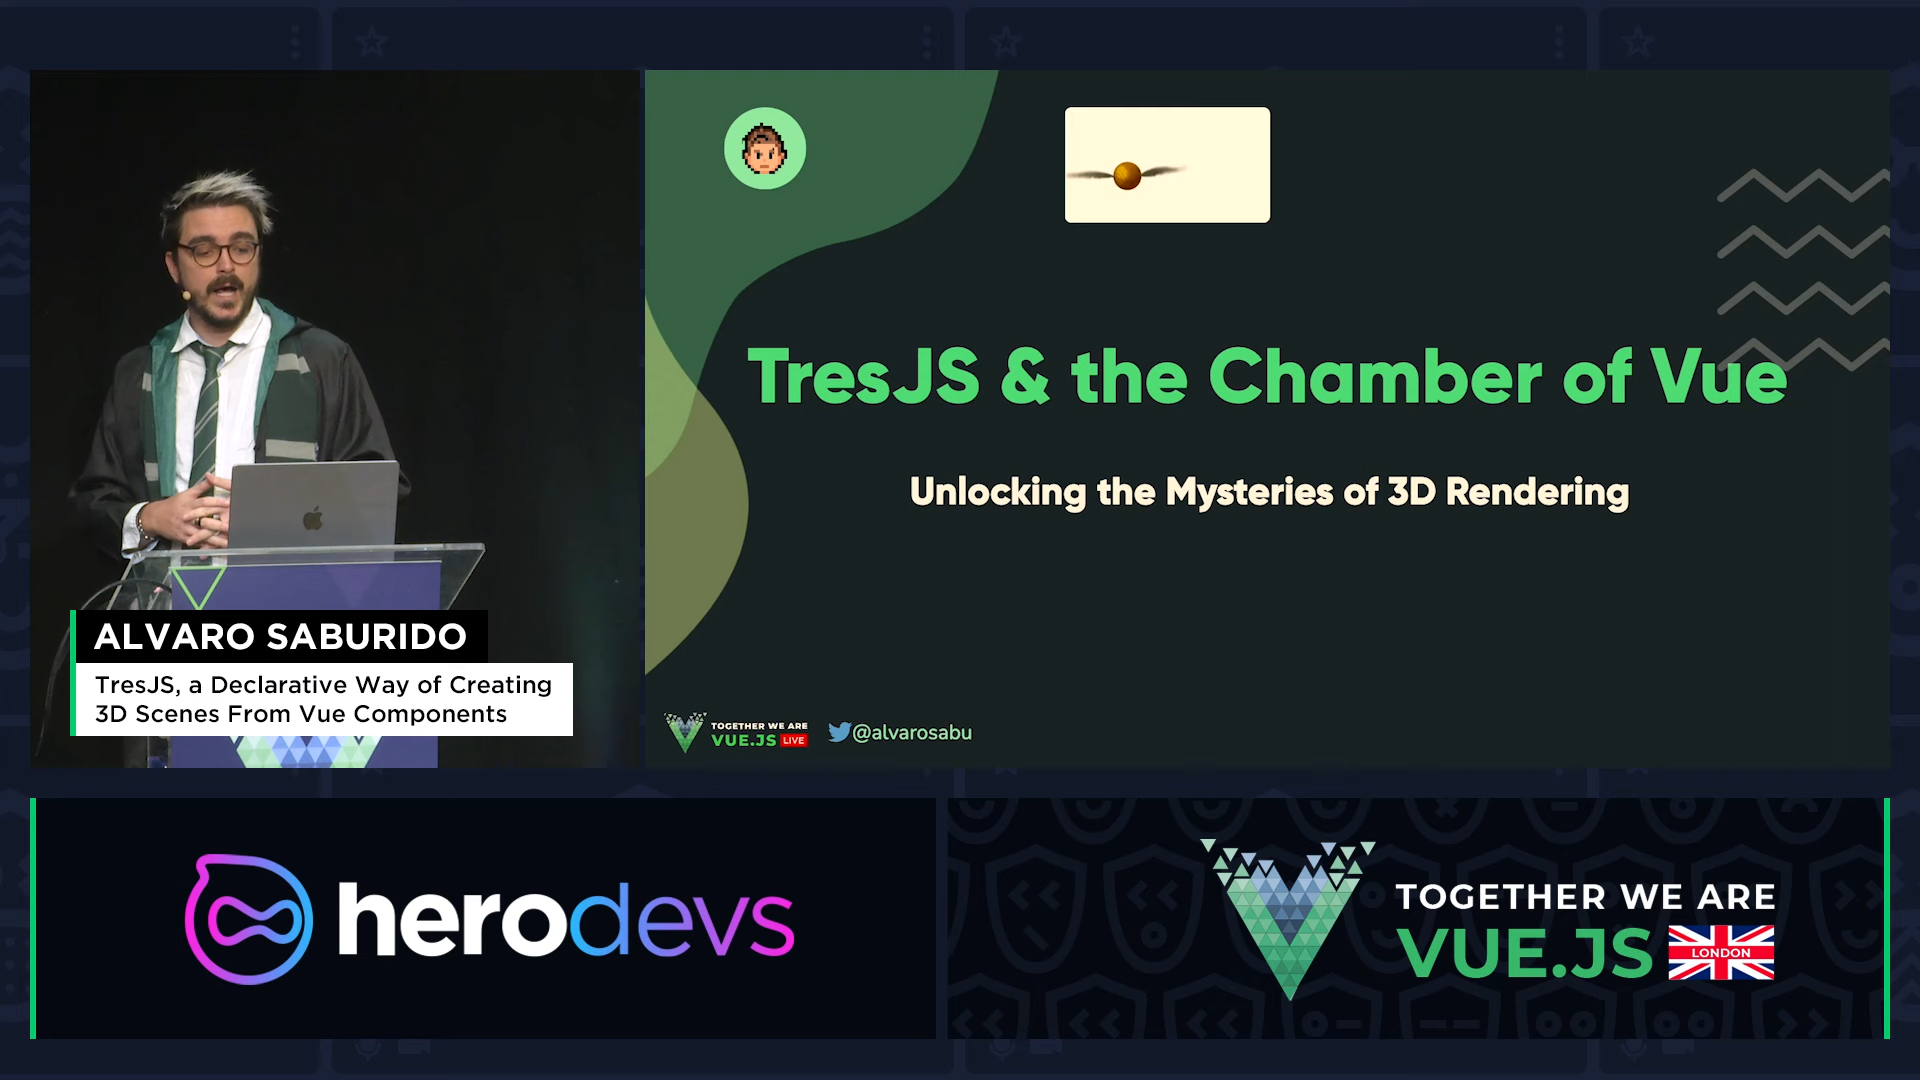 TresJS & the Chamber of Vue
Unlocking the Mysteries of 3D Rendering
TOGETHER WE ARE
VUE.JS LIVE
@alvarosabu
ALVARO SABURIDO
TresJS, a Declarative Way of Creating
3D Scenes From Vue Components
herodevs
TOGETHER WE ARE
VUE.JS
LONDON